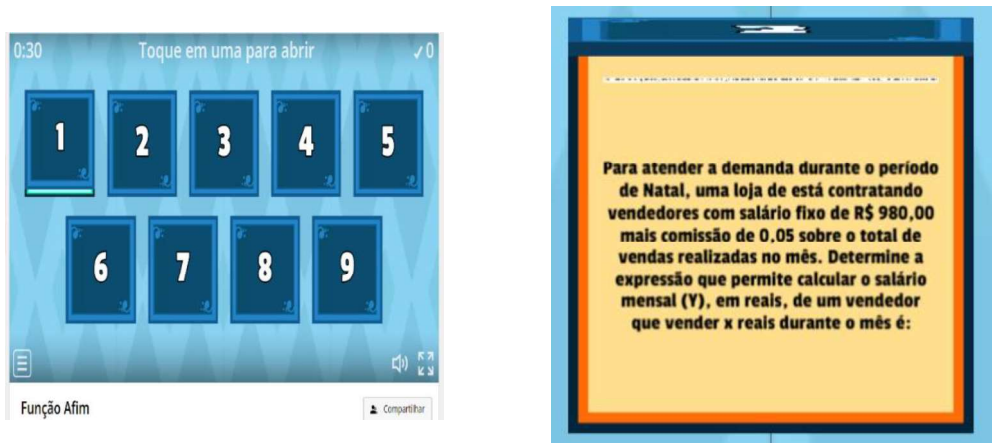 0:30 Toque em uma para abrir ✓0
1 2 3 4 5
6 7 8 9
Função Afim
Compartilhar
Para atender a demanda durante o período
de Natal, uma loja de está contratando
vendedores com salário fixo de R$ 980,00
mais comissão de 0,05 sobre o total de
vendas realizadas no mês. Determine a
expressão que permite calcular o salário
mensal (Y), em reais, de um vendedor
que vender x reais durante o mês é: